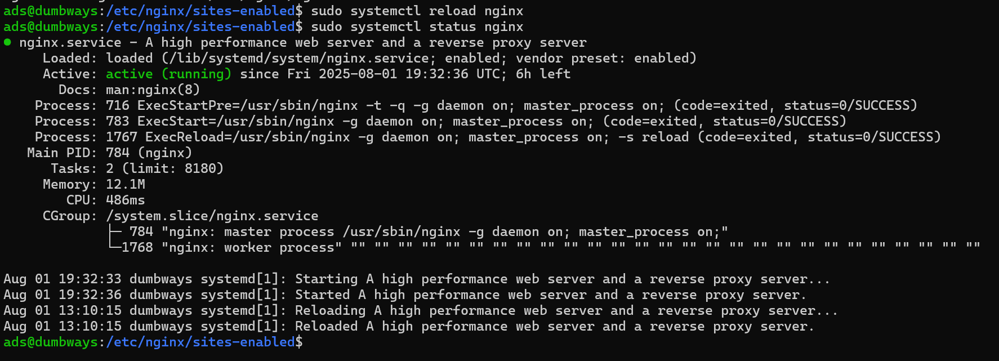 ads@dumbways:/etc/nginx/sites-enabled$ sudo systemctl reload nginx
ads@dumbways:/etc/nginx/sites-enabled$ sudo systemctl status nginx
● nginx.service - A high performance web server and a reverse proxy server
     Loaded: loaded (/lib/systemd/system/nginx.service; enabled; vendor preset: enabled)
     Active: active (running) since Fri 2025-08-01 19:32:36 UTC; 6h left
       Docs: man:nginx(8)
    Process: 716 ExecStartPre=/usr/sbin/nginx -t -q -g daemon on; master_process on; (code=exited, status=0/SUCCESS)
    Process: 783 ExecStart=/usr/sbin/nginx -g daemon on; master_process on; (code=exited, status=0/SUCCESS)
    Process: 1767 ExecReload=/usr/sbin/nginx -g daemon on; master_process on; -s reload (code=exited, status=0/SUCCESS)
   Main PID: 784 (nginx)
      Tasks: 2 (limit: 8180)
     Memory: 12.1M
        CPU: 486ms
     CGroup: /system.slice/nginx.service
             ├─ 784 "nginx: master process /usr/sbin/nginx -g daemon on; master_process on;"
             └─1768 "nginx: worker process" "" "" "" "" "" "" "" "" "" "" "" "" "" "" "" "" "" "" "" "" "" "" "" "" "" "" ""

Aug 01 19:32:33 dumbways systemd[1]: Starting A high performance web server and a reverse proxy server...
Aug 01 19:32:36 dumbways systemd[1]: Started A high performance web server and a reverse proxy server.
Aug 01 13:10:15 dumbways systemd[1]: Reloading A high performance web server and a reverse proxy server...
Aug 01 13:10:15 dumbways systemd[1]: Reloaded A high performance web server and a reverse proxy server.
ads@dumbways:/etc/nginx/sites-enabled$